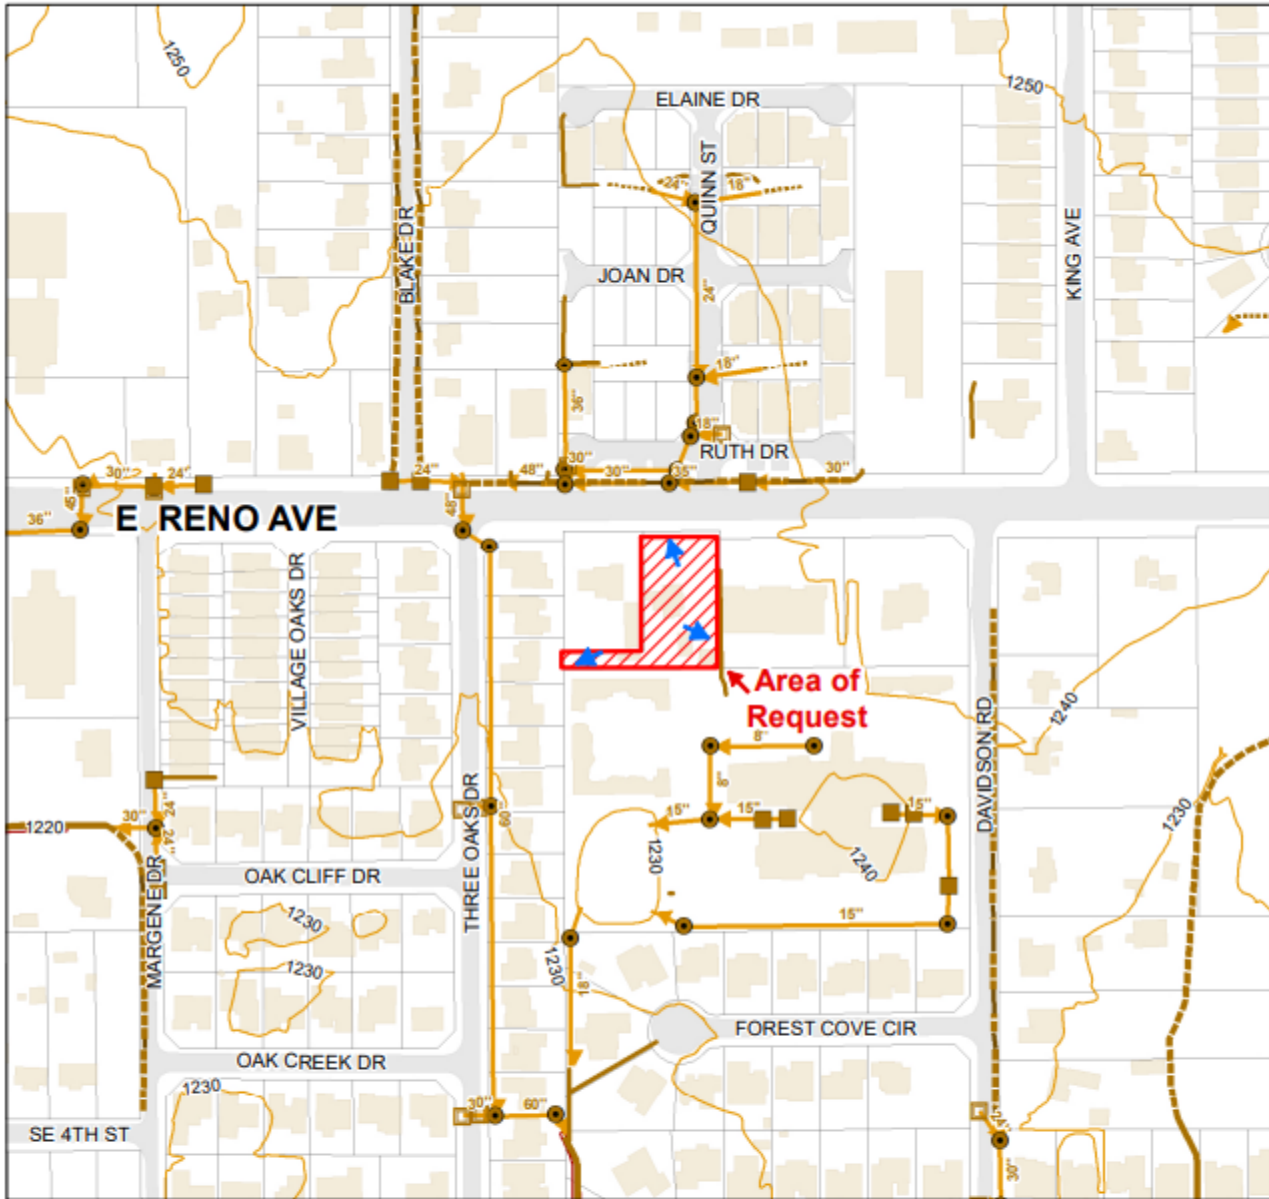 1250
ELAINE DR
1250
QUINN ST
24"
18"
BLAKE DR
KING AVE
JOAN DR
24"
18"
36"
18"
RUTH DR
30"
24"
24"
48"
30"
30"
35"
30"
30"
45"
48"
36"
E RENO AVE
VILLAGE OAKS DR
Area of
Request
1240
DAVIDSON RD
8"
8"
THREE OAKS DR
24"
30"
24"
60"
15"
15"
15"
1220
1230
1240
1230
OAK CLIFF DR
MARGENE DR
1230
15"
1230
1230
18"
FOREST COVE CIR
OAK CREEK DR
1230
30"
60"
24"
SE 4TH ST
30"